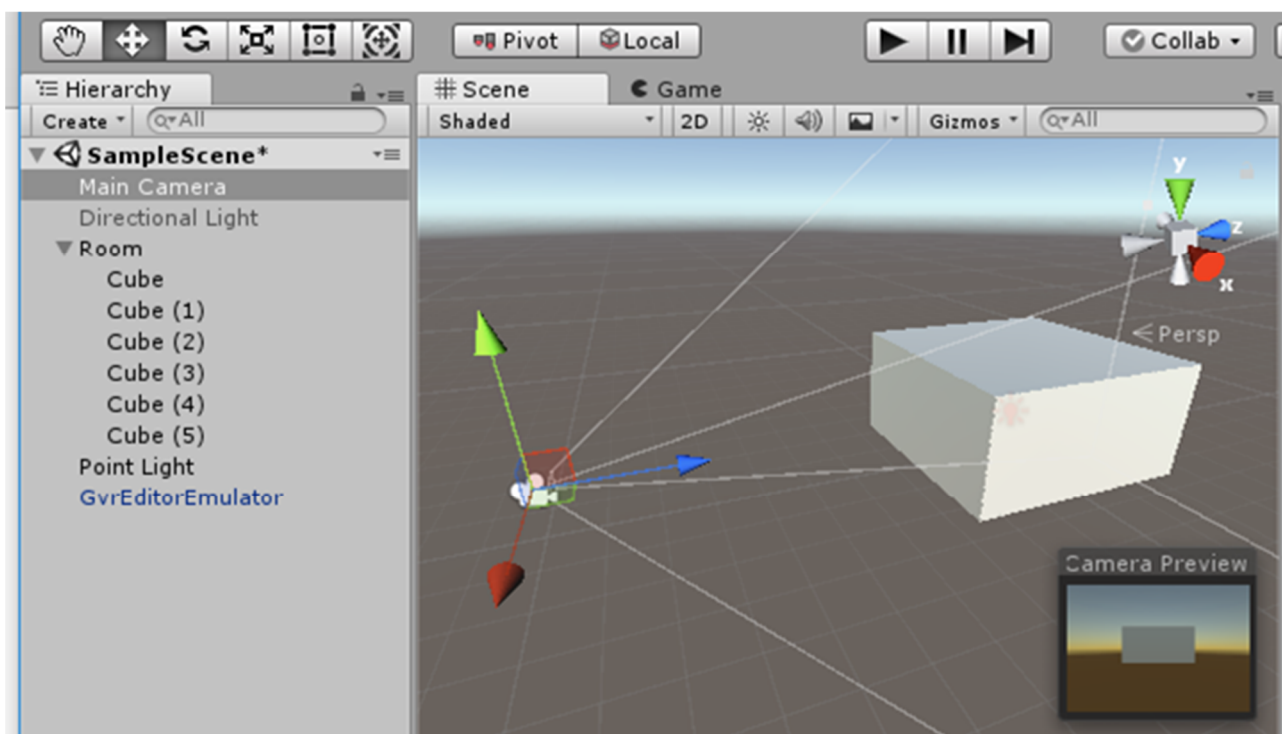 Pivot Local Collab
Hierarchy
Create All
SampleScene*
Main Camera
Directional Light
Room
Cube
Cube (1)
Cube (2)
Cube (3)
Cube (4)
Cube (5)
Point Light
GvrEditorEmulator
Scene Game
Shaded 2D Gizmos All
y
z
x
Persp
Camera Preview